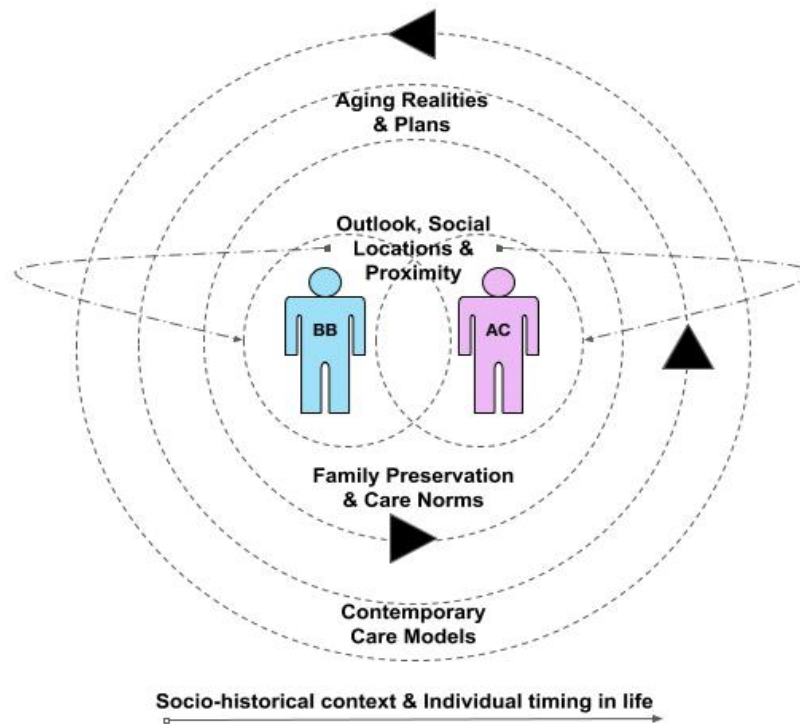 Aging Realities
& Plans
Outlook, Social
Locations &
Proximity
BB
AC
Family Preservation
& Care Norms
Contemporary
Care Models
Socio-historical context & Individual timing in life